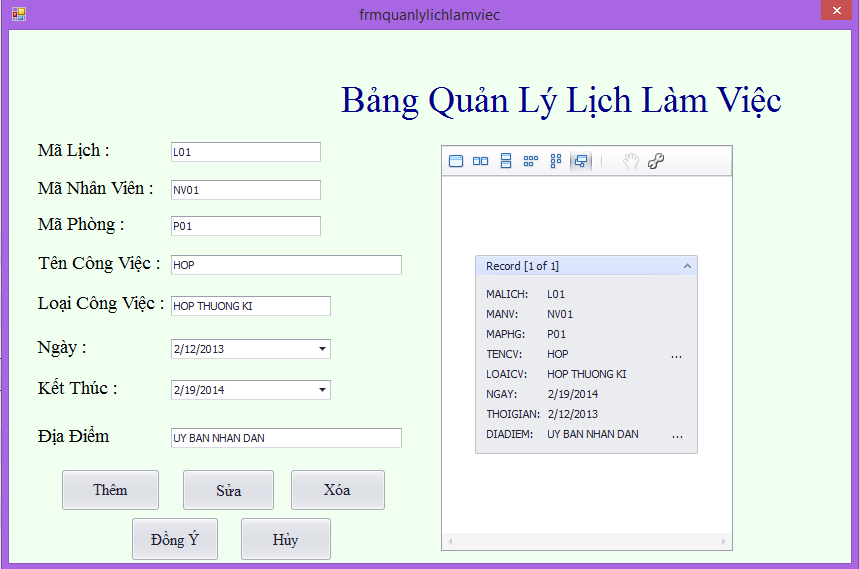 frmquanlylichlamviec
Bảng Quản Lý Lịch Làm Việc
Mã Lịch : L01
Mã Nhân Viên : NV01
Mã Phòng : P01
Tên Công Việc : HOP
Loại Công Việc : HOP THUONG KI
Ngày : 2/12/2013
Kết Thúc : 2/19/2014
Địa Điểm UY BAN NHAN DAN
Thêm Sửa Xóa
Đồng Ý Hủy
Record [1 of 1]
MALICH: L01
MANV: NV01
MAPHG: P01
TENCV: HOP ...
LOAICV: HOP THUONG KI
NGAY: 2/19/2014
THOIGIAN: 2/12/2013
DIADIEM: UY BAN NHAN DAN ...